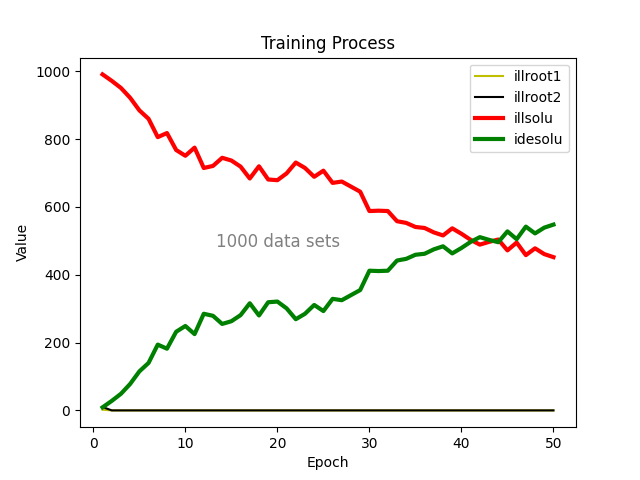 Training Process
illroot1
illroot2
illsolu
idesolu
1000 data sets
Value
1000
800
600
400
200
0
0 10 20 30 40 50
Epoch